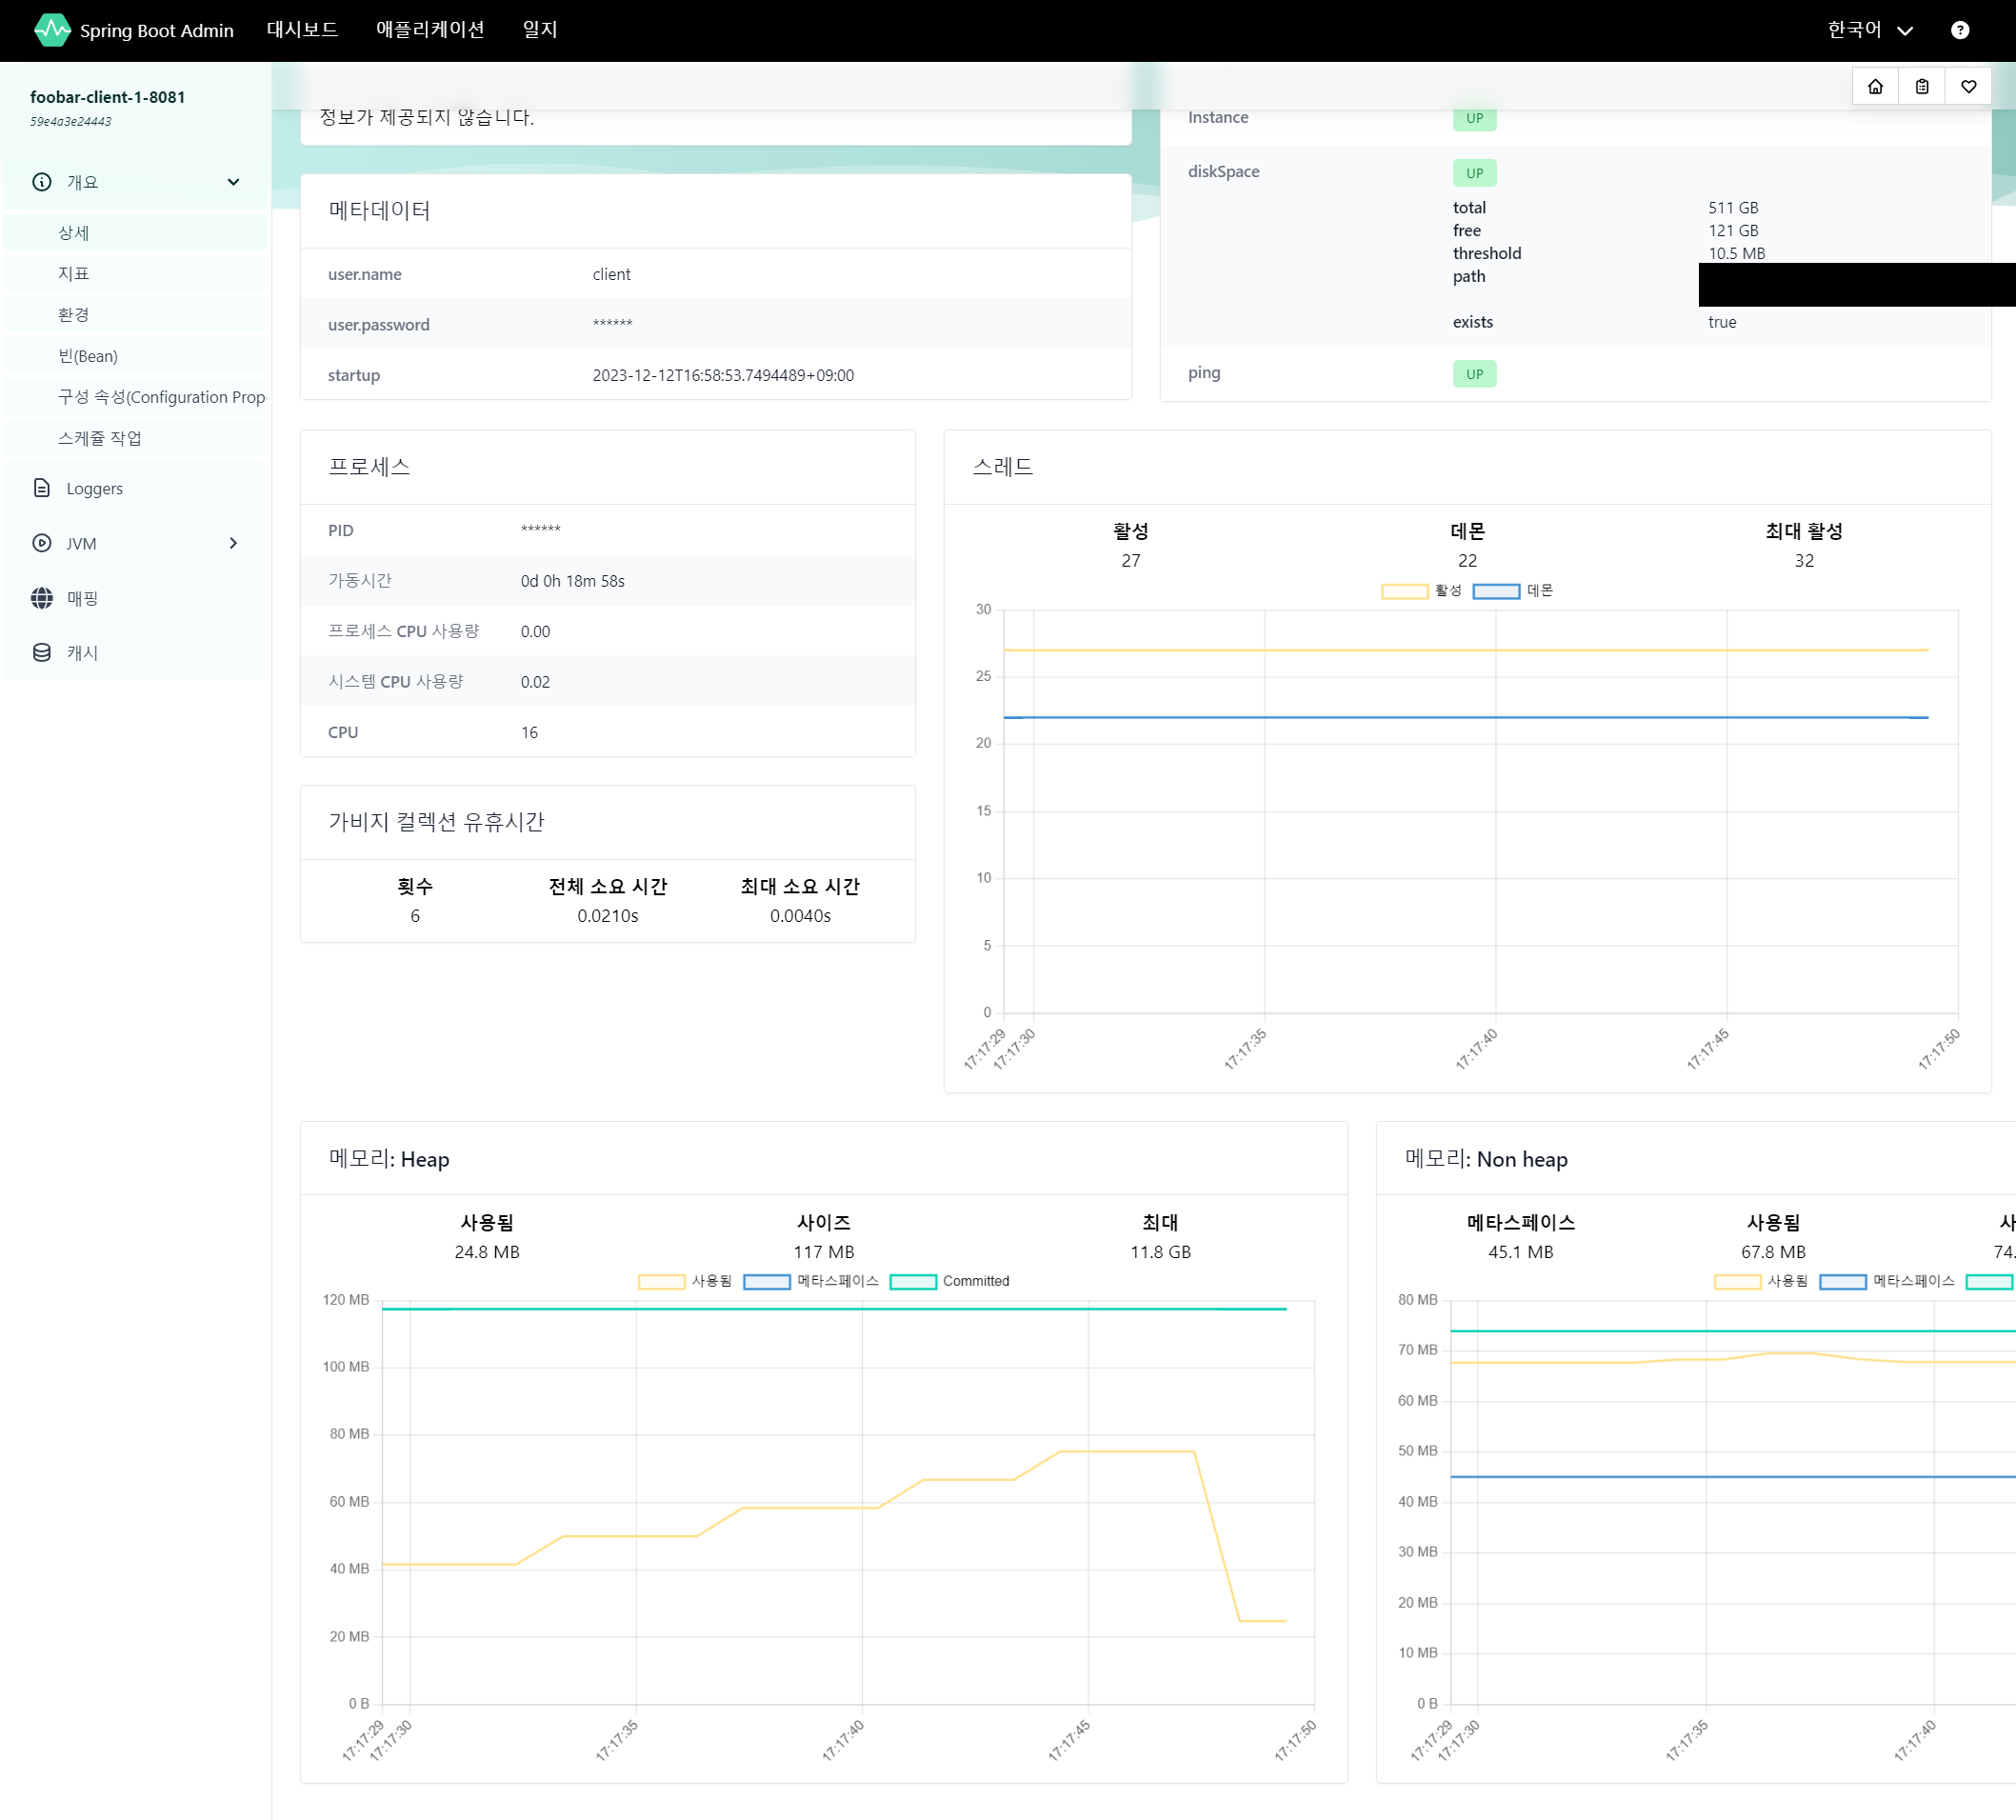 Spring Boot Admin 대시보드 애플리케이션 일지 한국어
foobar-client-1-8081
59e4a3e24443
개요
상세
지표
환경
빈(Bean)
구성 속성(Configuration Prop
스케쥴 작업
Loggers
JVM
매핑
캐시
정보가 제공되지 않습니다.
메타데이터
user.name client
user.password ******
startup 2023-12-12T16:58:53.7494489+09:00
Instance UP
diskSpace UP
total 511 GB
free 121 GB
threshold 10.5 MB
path
exists true
ping UP
프로세스
PID ******
가동시간 0d 0h 18m 58s
프로세스 CPU 사용량 0.00
시스템 CPU 사용량 0.02
CPU 16
가비지 컬렉션 유휴시간
횟수 전체 소요 시간 최대 소요 시간
6 0.0210s 0.0040s
스레드
활성 데몬 최대 활성
27 22 32
활성 데몬
30
25
20
15
10
5
0
17:17:29 17:17:30 17:17:35 17:17:40 17:17:45 17:17:50
메모리: Heap
사용됨 사이즈 최대
24.8 MB 117 MB 11.8 GB
사용됨 메타스페이스 Committed
120 MB
100 MB
80 MB
60 MB
40 MB
20 MB
0 B
17:17:29 17:17:30 17:17:35 17:17:40 17:17:45 17:17:50
메모리: Non heap
메타스페이스 사용됨 사
45.1 MB 67.8 MB 74.
사용됨 메타스페이스
80 MB
70 MB
60 MB
50 MB
40 MB
30 MB
20 MB
10 MB
0 B
17:17:29 17:17:30 17:17:35 17:17:40